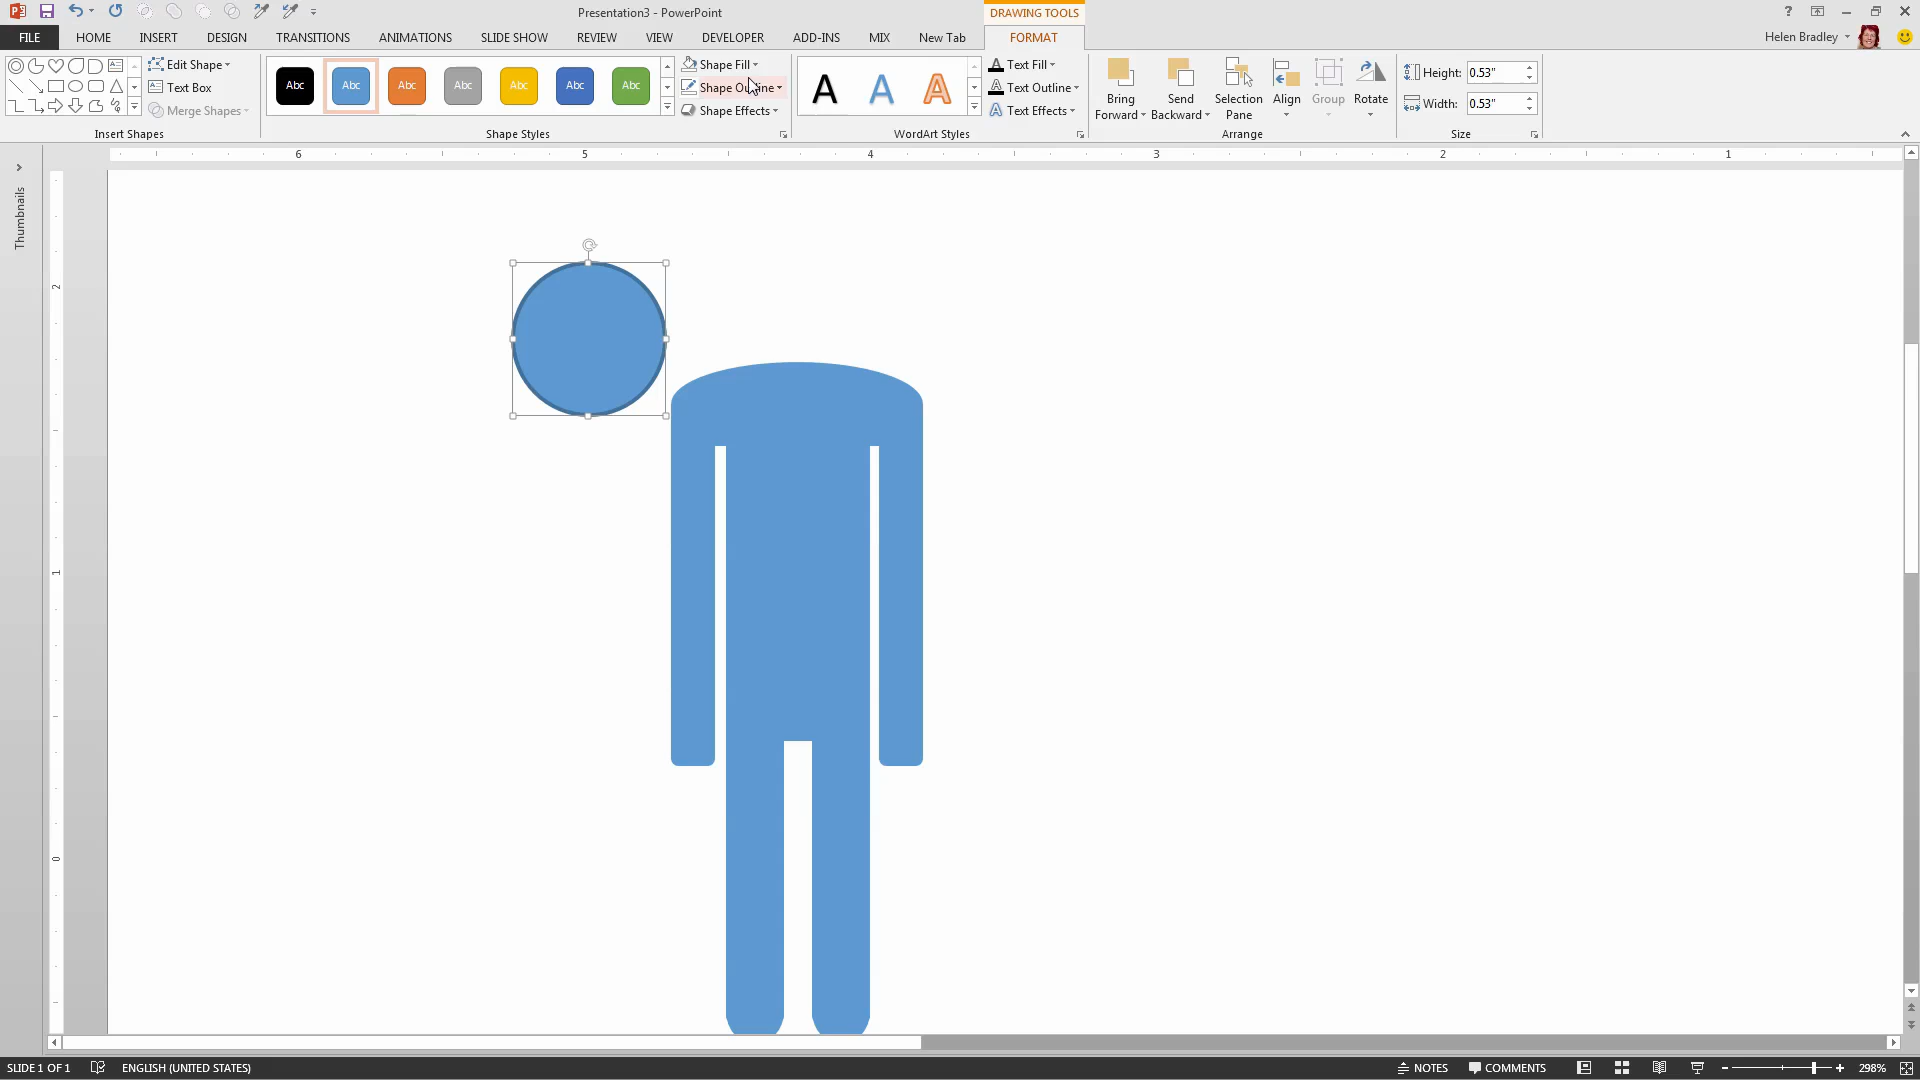 Presentation3 - PowerPoint
DRAWING TOOLS
FILE HOME INSERT DESIGN TRANSITIONS ANIMATIONS SLIDE SHOW REVIEW VIEW DEVELOPER ADD-INS MIX New Tab FORMAT
Helen Bradley
Edit Shape
Text Box
Merge Shapes
Insert Shapes
Abc Abc Abc Abc Abc Abc Abc
Shape Fill
Shape Outline
Shape Effects
Shape Styles
A A A
Text Fill
Text Outline
Text Effects
WordArt Styles
Bring
Forward
Send
Backward
Selection
Pane
Align
Group
Rotate
Arrange
Height: 0.53"
Width: 0.53"
Size
6 5 4 3 2 1
Thumbnails
2
1
0
SLIDE 1 OF 1 ENGLISH (UNITED STATES) NOTES COMMENTS 298%